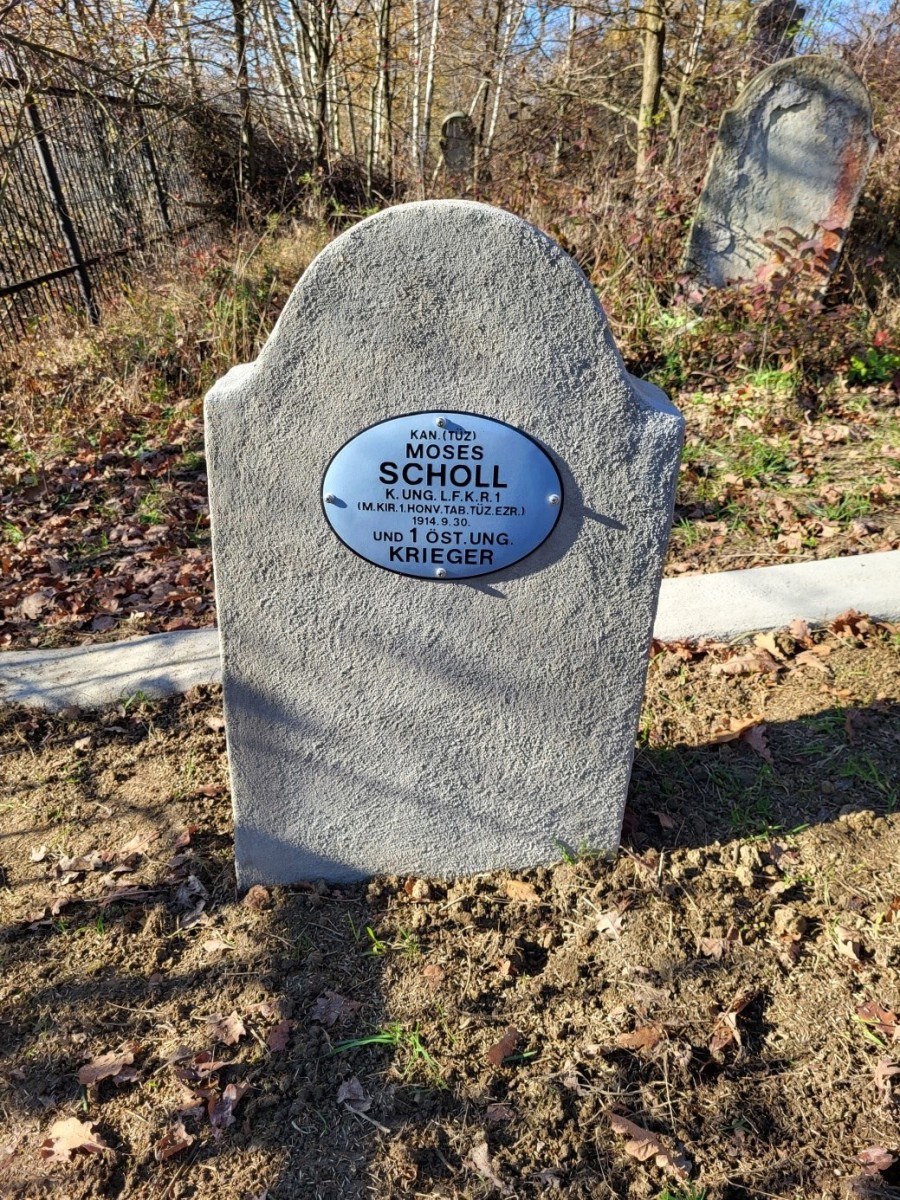 KAN. (TÜZ)
MOSES
SCHOLL
K. UNG. L.F.K.R. 1
(M.KIR.1.HONV.TAB.TÜZ.EZR.)
1914.9.30.
UND 1 ÖST.UNG.
KRIEGER